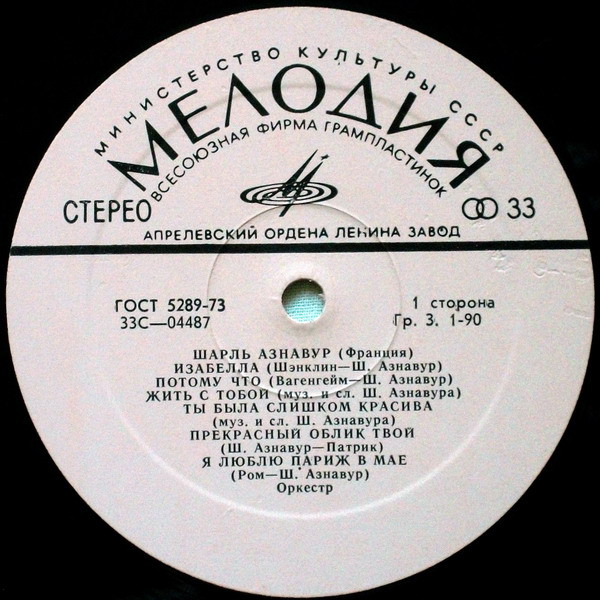 МИНИСТЕРСТВО КУЛЬТУРЫ СССР
МЕЛОДИЯ
ВСЕСОЮЗНАЯ ФИРМА ГРАМПЛАСТИНОК
СТЕРЕО
33
АПРЕЛЕВСКИЙ ОРДЕНА ЛЕНИНА ЗАВОД
ГОСТ 5289-73
1 сторона
33С—04487
Гр. 3. 1-90
ШАРЛЬ АЗНАВУР (Франция)
ИЗАБЕЛЛА (Шэнклин—Ш. Азнавур)
ПОТОМУ ЧТО (Вагенгейм—Ш. Азнавур)
ЖИТЬ С ТОБОЙ (муз. и сл. Ш. Азнавура)
ТЫ БЫЛА СЛИШКОМ КРАСИВА
(муз. и сл. Ш. Азнавура)
ПРЕКРАСНЫЙ ОБЛИК ТВОЙ
(Ш. Азнавур—Патрик)
Я ЛЮБЛЮ ПАРИЖ В МАЕ
(Ром—Ш. Азнавур)
Оркестр